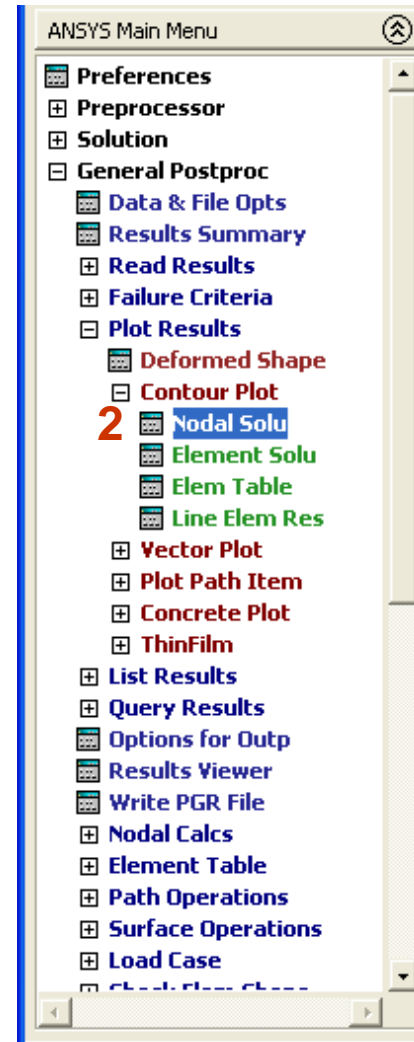 ANSYS Main Menu
Preferences
Preprocessor
Solution
General Postproc
Data & File Opts
Results Summary
Read Results
Failure Criteria
Plot Results
Deformed Shape
Contour Plot
2 Nodal Solu
Element Solu
Elem Table
Line Elem Res
Vector Plot
Plot Path Item
Concrete Plot
ThinFilm
List Results
Query Results
Options for Outp
Results Viewer
Write PGR File
Nodal Calcs
Element Table
Path Operations
Surface Operations
Load Case